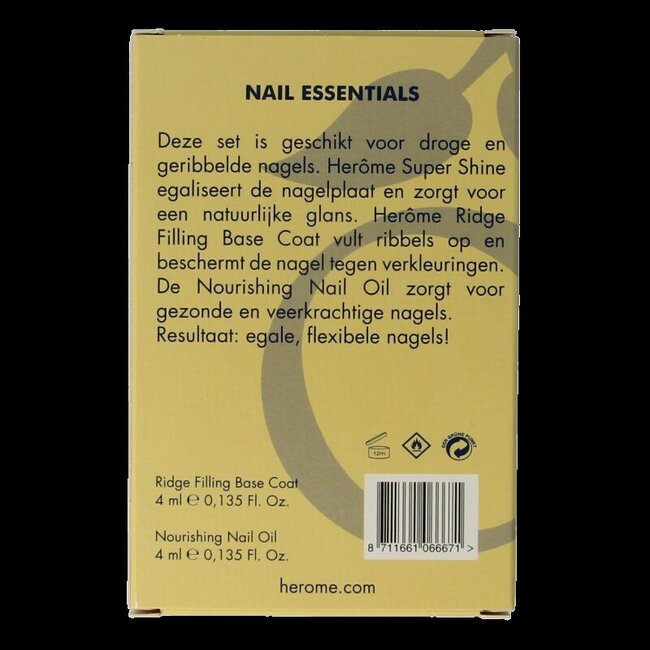 NAIL ESSENTIALS
Deze set is geschikt voor droge en
geribbelde nagels. Herôme Super Shine
egaliseert de nagelplaat en zorgt voor
een natuurlijke glans. Herôme Ridge
Filling Base Coat vult ribbels op en
beschermt de nagel tegen verkleuringen.
De Nourishing Nail Oil zorgt voor
gezonde en veerkrachtige nagels.
Resultaat: egale, flexibele nagels!
12m
DER GRÜNE PUNKT
Ridge Filling Base Coat
4 ml ℮ 0,135 Fl. Oz.
Nourishing Nail Oil
4 ml ℮ 0,135 Fl. Oz.
8 711661 066671 >
herome.com